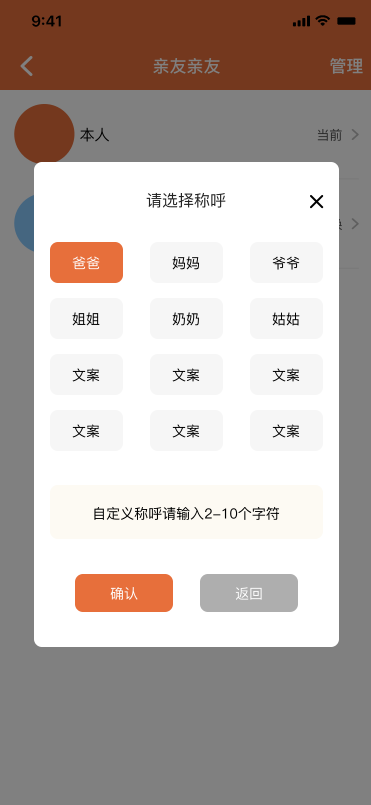 9:41
亲友亲友 管理
本人 当前
请选择称呼
爸爸 妈妈 爷爷
姐姐 奶奶 姑姑
文案 文案 文案
文案 文案 文案
自定义称呼请输入2-10个字符
确认 返回